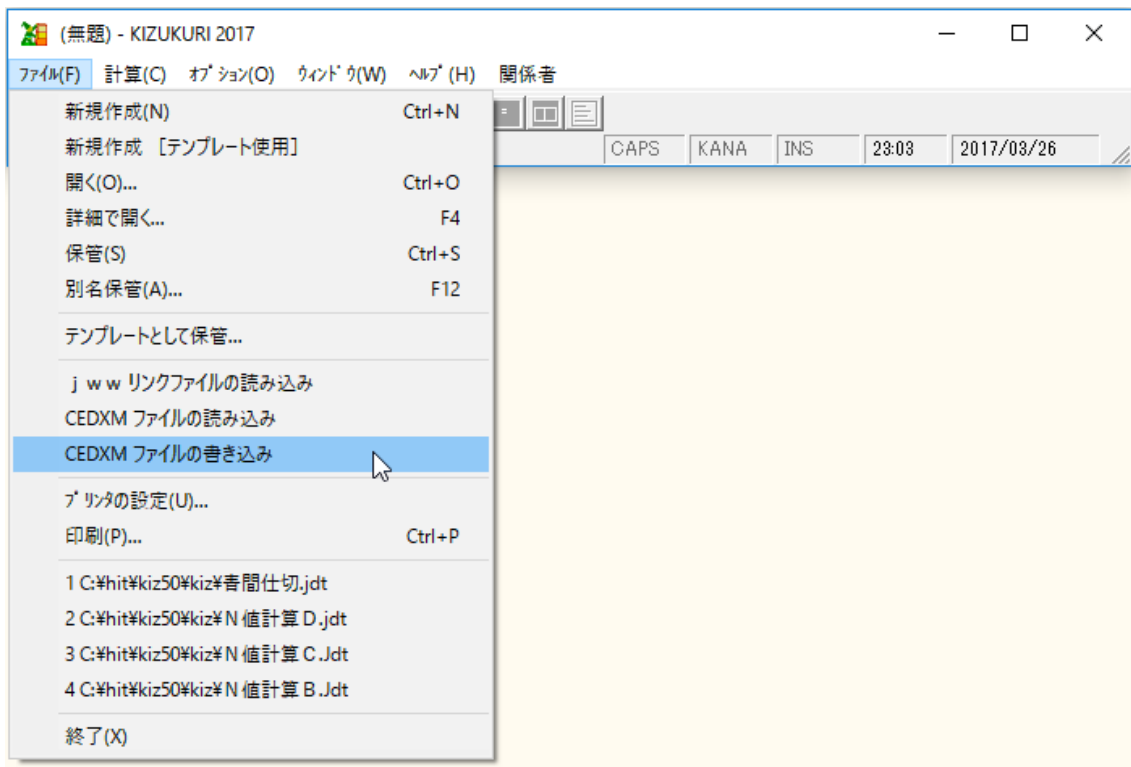 (無題) - KIZUKURI 2017
ﾌｧｲﾙ(F) 計算(C) ｵﾌﾟｼｮﾝ(O) ｳｨﾝﾄﾞｳ(W) ﾍﾙﾌﾟ(H) 関係者
新規作成(N) Ctrl+N
新規作成 ［テンプレート使用］
CAPS KANA INS 23:03 2017/03/26
開く(O)... Ctrl+O
詳細で開く... F4
保管(S) Ctrl+S
別名保管(A)... F12
テンプレートとして保管...
ｊｗｗ リンクファイルの読み込み
CEDXM ファイルの読み込み
CEDXM ファイルの書き込み
ﾌﾟﾘﾝﾀの設定(U)...
印刷(P)... Ctrl+P
1 C:¥hit¥kiz50¥kiz¥香間仕切.jdt
2 C:¥hit¥kiz50¥kiz¥Ｎ値計算Ｄ.jdt
3 C:¥hit¥kiz50¥kiz¥Ｎ値計算Ｃ.Jdt
4 C:¥hit¥kiz50¥kiz¥Ｎ値計算Ｂ.Jdt
終了(X)